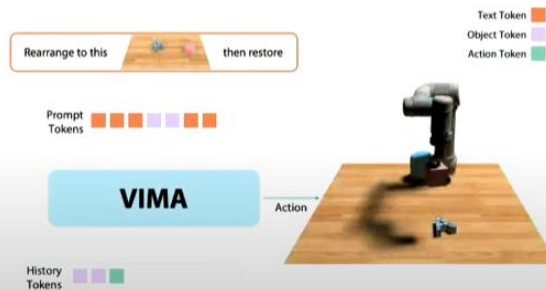 Text Token
Object Token
Action Token
Rearrange to this then restore
Prompt
Tokens
VIMA
Action
History
Tokens